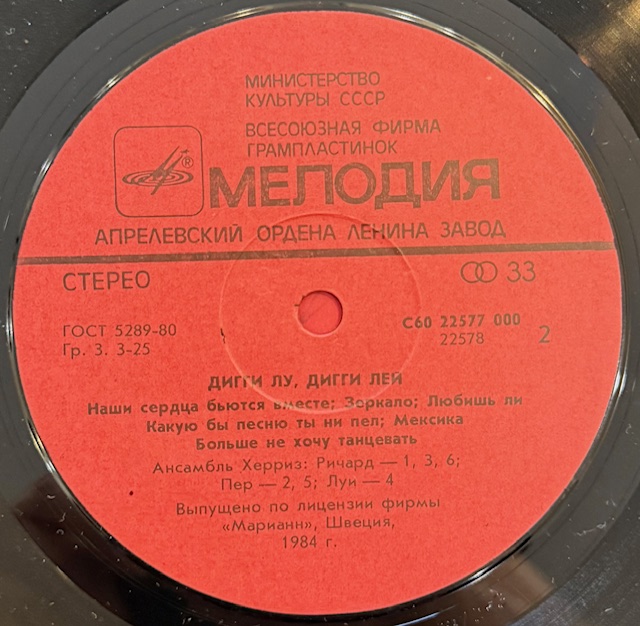 МИНИСТЕРСТВО
КУЛЬТУРЫ СССР
ВСЕСОЮЗНАЯ ФИРМА
ГРАМПЛАСТИНОК
®
МЕЛОДИЯ
АПРЕЛЕВСКИЙ ОРДЕНА ЛЕНИНА ЗАВОД
СТЕРЕО 33
ГОСТ 5289-80 С60 22577 000
Гр. 3. 3-25 22578 2
ДИГГИ ЛУ, ДИГГИ ЛЕЙ
Наши сердца бьются вместе; Зеркало; Любишь ли
Какую бы песню ты ни пел; Мексика
Больше не хочу танцевать
Ансамбль Херриз: Ричард — 1, 3, 6;
Пер — 2, 5; Луи — 4
Выпущено по лицензии фирмы
«Марианн», Швеция,
1984 г.